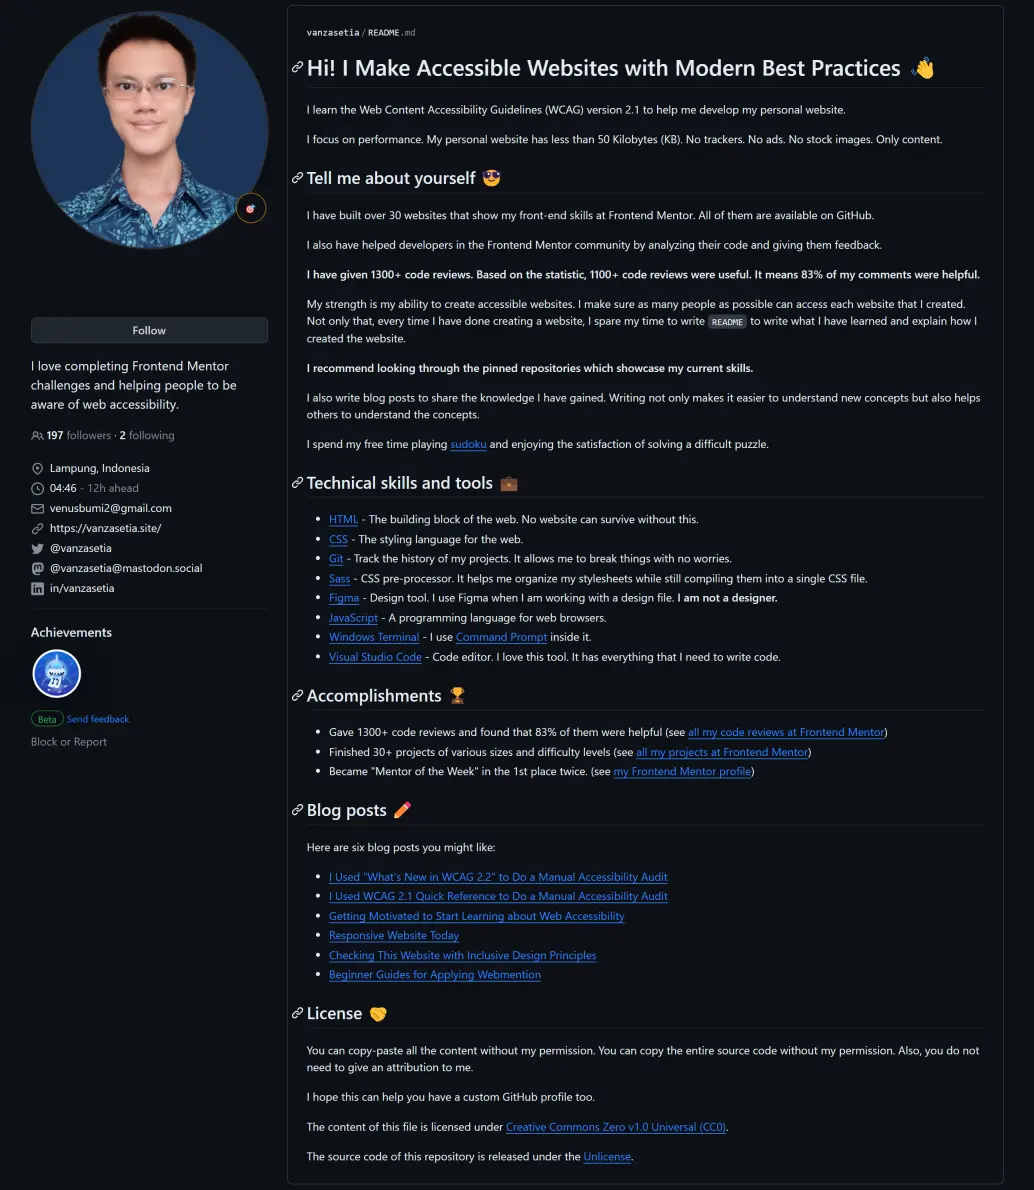 Follow
I love completing Frontend Mentor
challenges and helping people to be
aware of web accessibility.
197 followers · 2 following
Lampung, Indonesia
04:46 - 12h ahead
venusbumi2@gmail.com
https://vanzasetia.site/
@vanzasetia
@vanzasetia@mastodon.social
in/vanzasetia
Achievements
Beta Send feedback
Block or Report
vanzasetia / README.md
Hi! I Make Accessible Websites with Modern Best Practices 👋
I learn the Web Content Accessibility Guidelines (WCAG) version 2.1 to help me develop my personal website.
I focus on performance. My personal website has less than 50 Kilobytes (KB). No trackers. No ads. No stock images. Only content.
Tell me about yourself 😎
I have built over 30 websites that show my front-end skills at Frontend Mentor. All of them are available on GitHub.
I also have helped developers in the Frontend Mentor community by analyzing their code and giving them feedback.
I have given 1300+ code reviews. Based on the statistic, 1100+ code reviews were useful. It means 83% of my comments were helpful.
My strength is my ability to create accessible websites. I make sure as many people as possible can access each website that I created.
Not only that, every time I have done creating a website, I spare my time to write README to write what I have learned and explain how I
created the website.
I recommend looking through the pinned repositories which showcase my current skills.
I also write blog posts to share the knowledge I have gained. Writing not only makes it easier to understand new concepts but also helps
others to understand the concepts.
I spend my free time playing sudoku and enjoying the satisfaction of solving a difficult puzzle.
Technical skills and tools 💼
• HTML - The building block of the web. No website can survive without this.
• CSS - The styling language for the web.
• Git - Track the history of my projects. It allows me to break things with no worries.
• Sass - CSS pre-processor. It helps me organize my stylesheets while still compiling them into a single CSS file.
• Figma - Design tool. I use Figma when I am working with a design file. I am not a designer.
• JavaScript - A programming language for web browsers.
• Windows Terminal - I use Command Prompt inside it.
• Visual Studio Code - Code editor. I love this tool. It has everything that I need to write code.
Accomplishments 🏆
• Gave 1300+ code reviews and found that 83% of them were helpful (see all my code reviews at Frontend Mentor)
• Finished 30+ projects of various sizes and difficulty levels (see all my projects at Frontend Mentor)
• Became "Mentor of the Week" in the 1st place twice. (see my Frontend Mentor profile)
Blog posts ✏️
Here are six blog posts you might like:
• I Used "What's New in WCAG 2.2" to Do a Manual Accessibility Audit
• I Used WCAG 2.1 Quick Reference to Do a Manual Accessibility Audit
• Getting Motivated to Start Learning about Web Accessibility
• Responsive Website Today
• Checking This Website with Inclusive Design Principles
• Beginner Guides for Applying Webmention
License 🤝
You can copy-paste all the content without my permission. You can copy the entire source code without my permission. Also, you do not
need to give an attribution to me.
I hope this can help you have a custom GitHub profile too.
The content of this file is licensed under Creative Commons Zero v1.0 Universal (CC0).
The source code of this repository is released under the Unlicense.